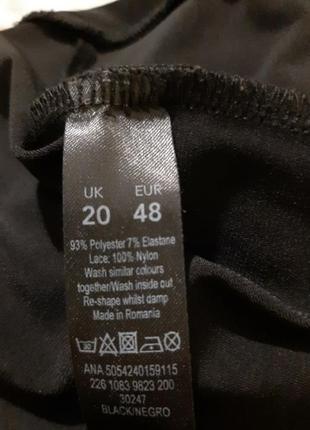 UK EUR
20 48
93% Polyester 7% Elastane
Lace: 100% Nylon
Wash similar colours
together/Wash inside out
Re-shape whilst damp
Made in Romania
30
ANA.5054240159115
226 1083 9823 200
30247
BLACK/NEGRO